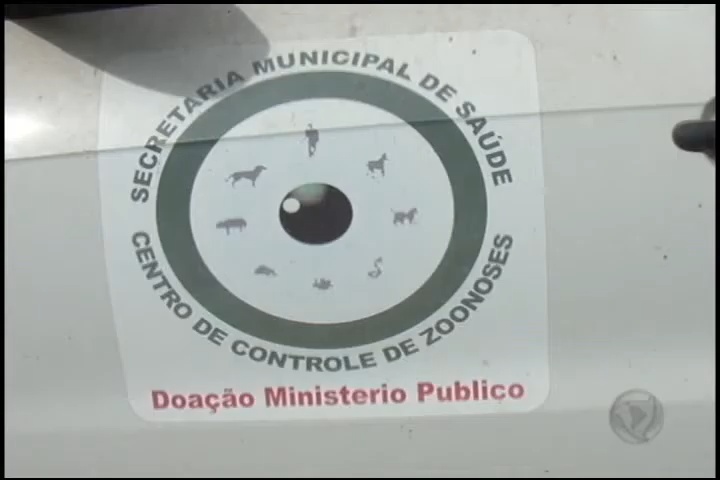 SECRETARIA MUNICIPAL DE SAÚDE
CENTRO DE CONTROLE DE ZOONOSES
Doação Ministerio Publico